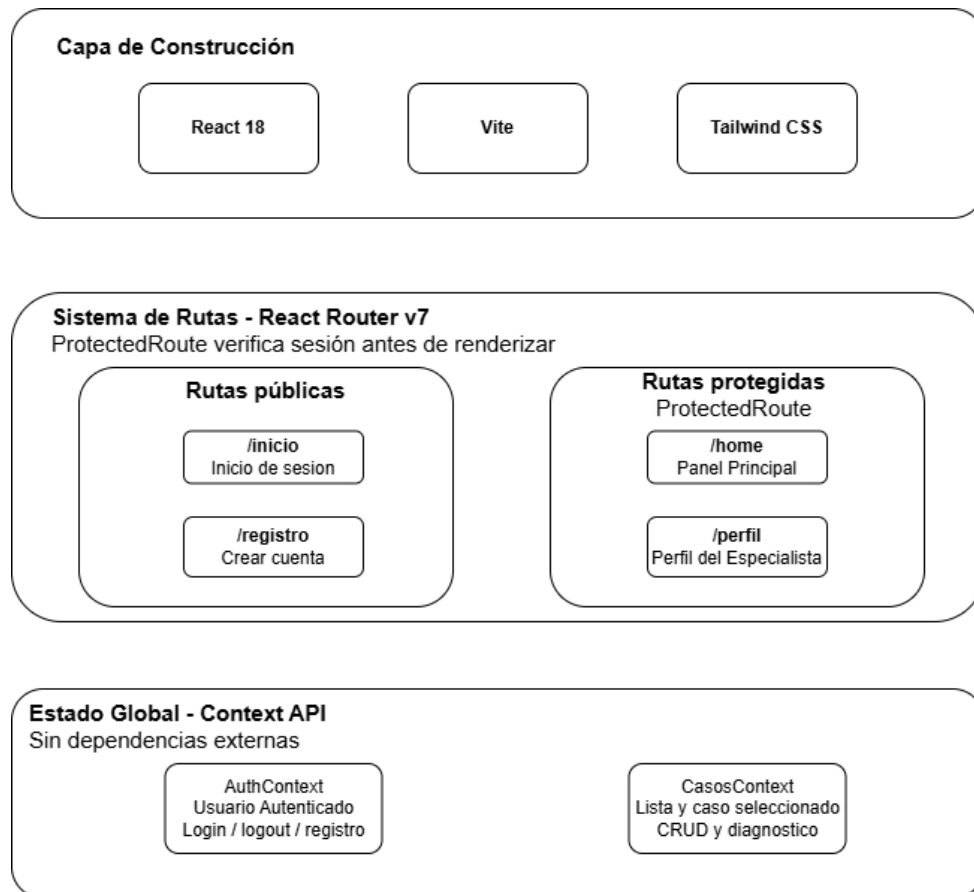 Capa de Construcción
React 18
Vite
Tailwind CSS
Sistema de Rutas - React Router v7
ProtectedRoute verifica sesión antes de renderizar
Rutas públicas
/inicio
Inicio de sesion
/registro
Crear cuenta
Rutas protegidas
ProtectedRoute
/home
Panel Principal
/perfil
Perfil del Especialista
Estado Global - Context API
Sin dependencias externas
AuthContext
Usuario Autenticado
Login / logout / registro
CasosContext
Lista y caso seleccionado
CRUD y diagnostico